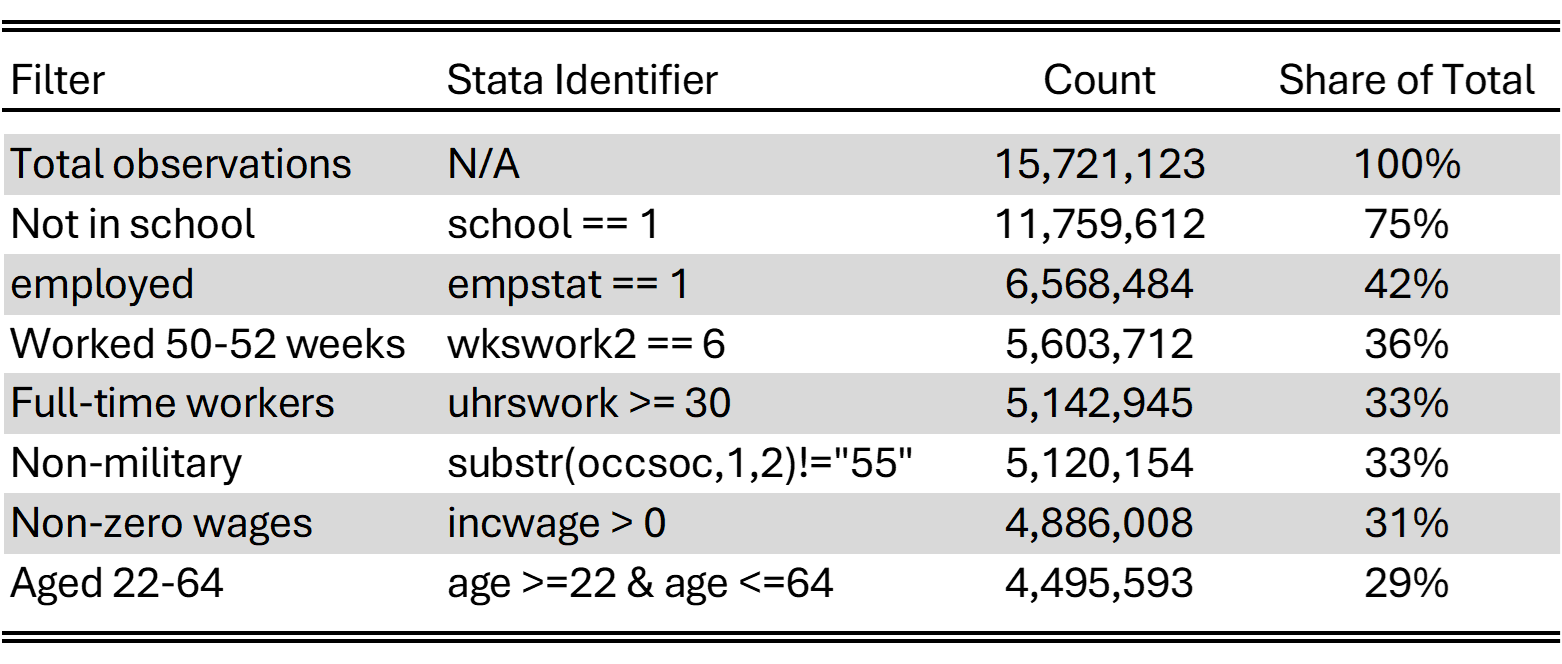 Filter Stata Identifier Count Share of Total
Total observations N/A 15,721,123 100%
Not in school school == 1 11,759,612 75%
employed empstat == 1 6,568,484 42%
Worked 50-52 weeks wkswork2 == 6 5,603,712 36%
Full-time workers uhrswork >= 30 5,142,945 33%
Non-military substr(occsoc,1,2)!="55" 5,120,154 33%
Non-zero wages incwage > 0 4,886,008 31%
Aged 22-64 age >=22 & age <=64 4,495,593 29%